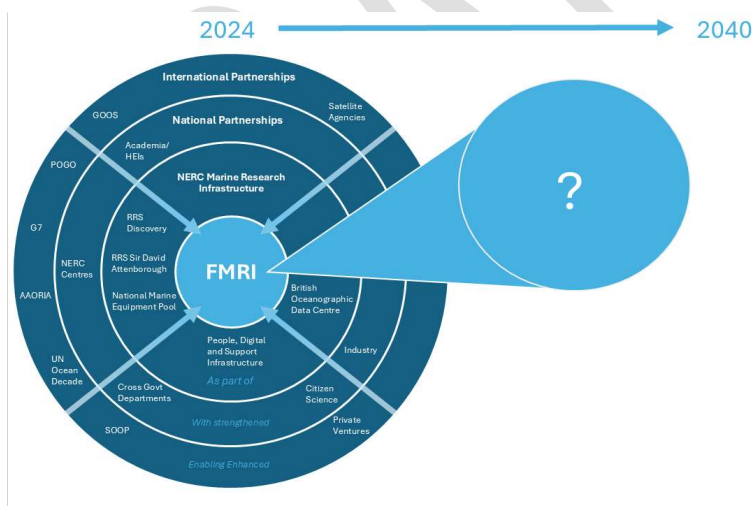 2024
2040
International Partnerships
GOOS
Satellite
Agencies
National Partnerships
Academia/
HEIs
POGO
NERC Marine Research
Infrastructure
RRS
Discovery
?
G7
NERC
Centres
RRS Sir David
Attenborough
FMRI
AAORIA
National Marine
Equipment Pool
British
Oceanographic
Data Centre
People, Digital
and Support
Infrastructure
Industry
UN
Ocean
Decade
As part of
Cross Govt
Departments
Citizen
Science
SOOP
With strengthened
Private
Ventures
Enabling Enhanced